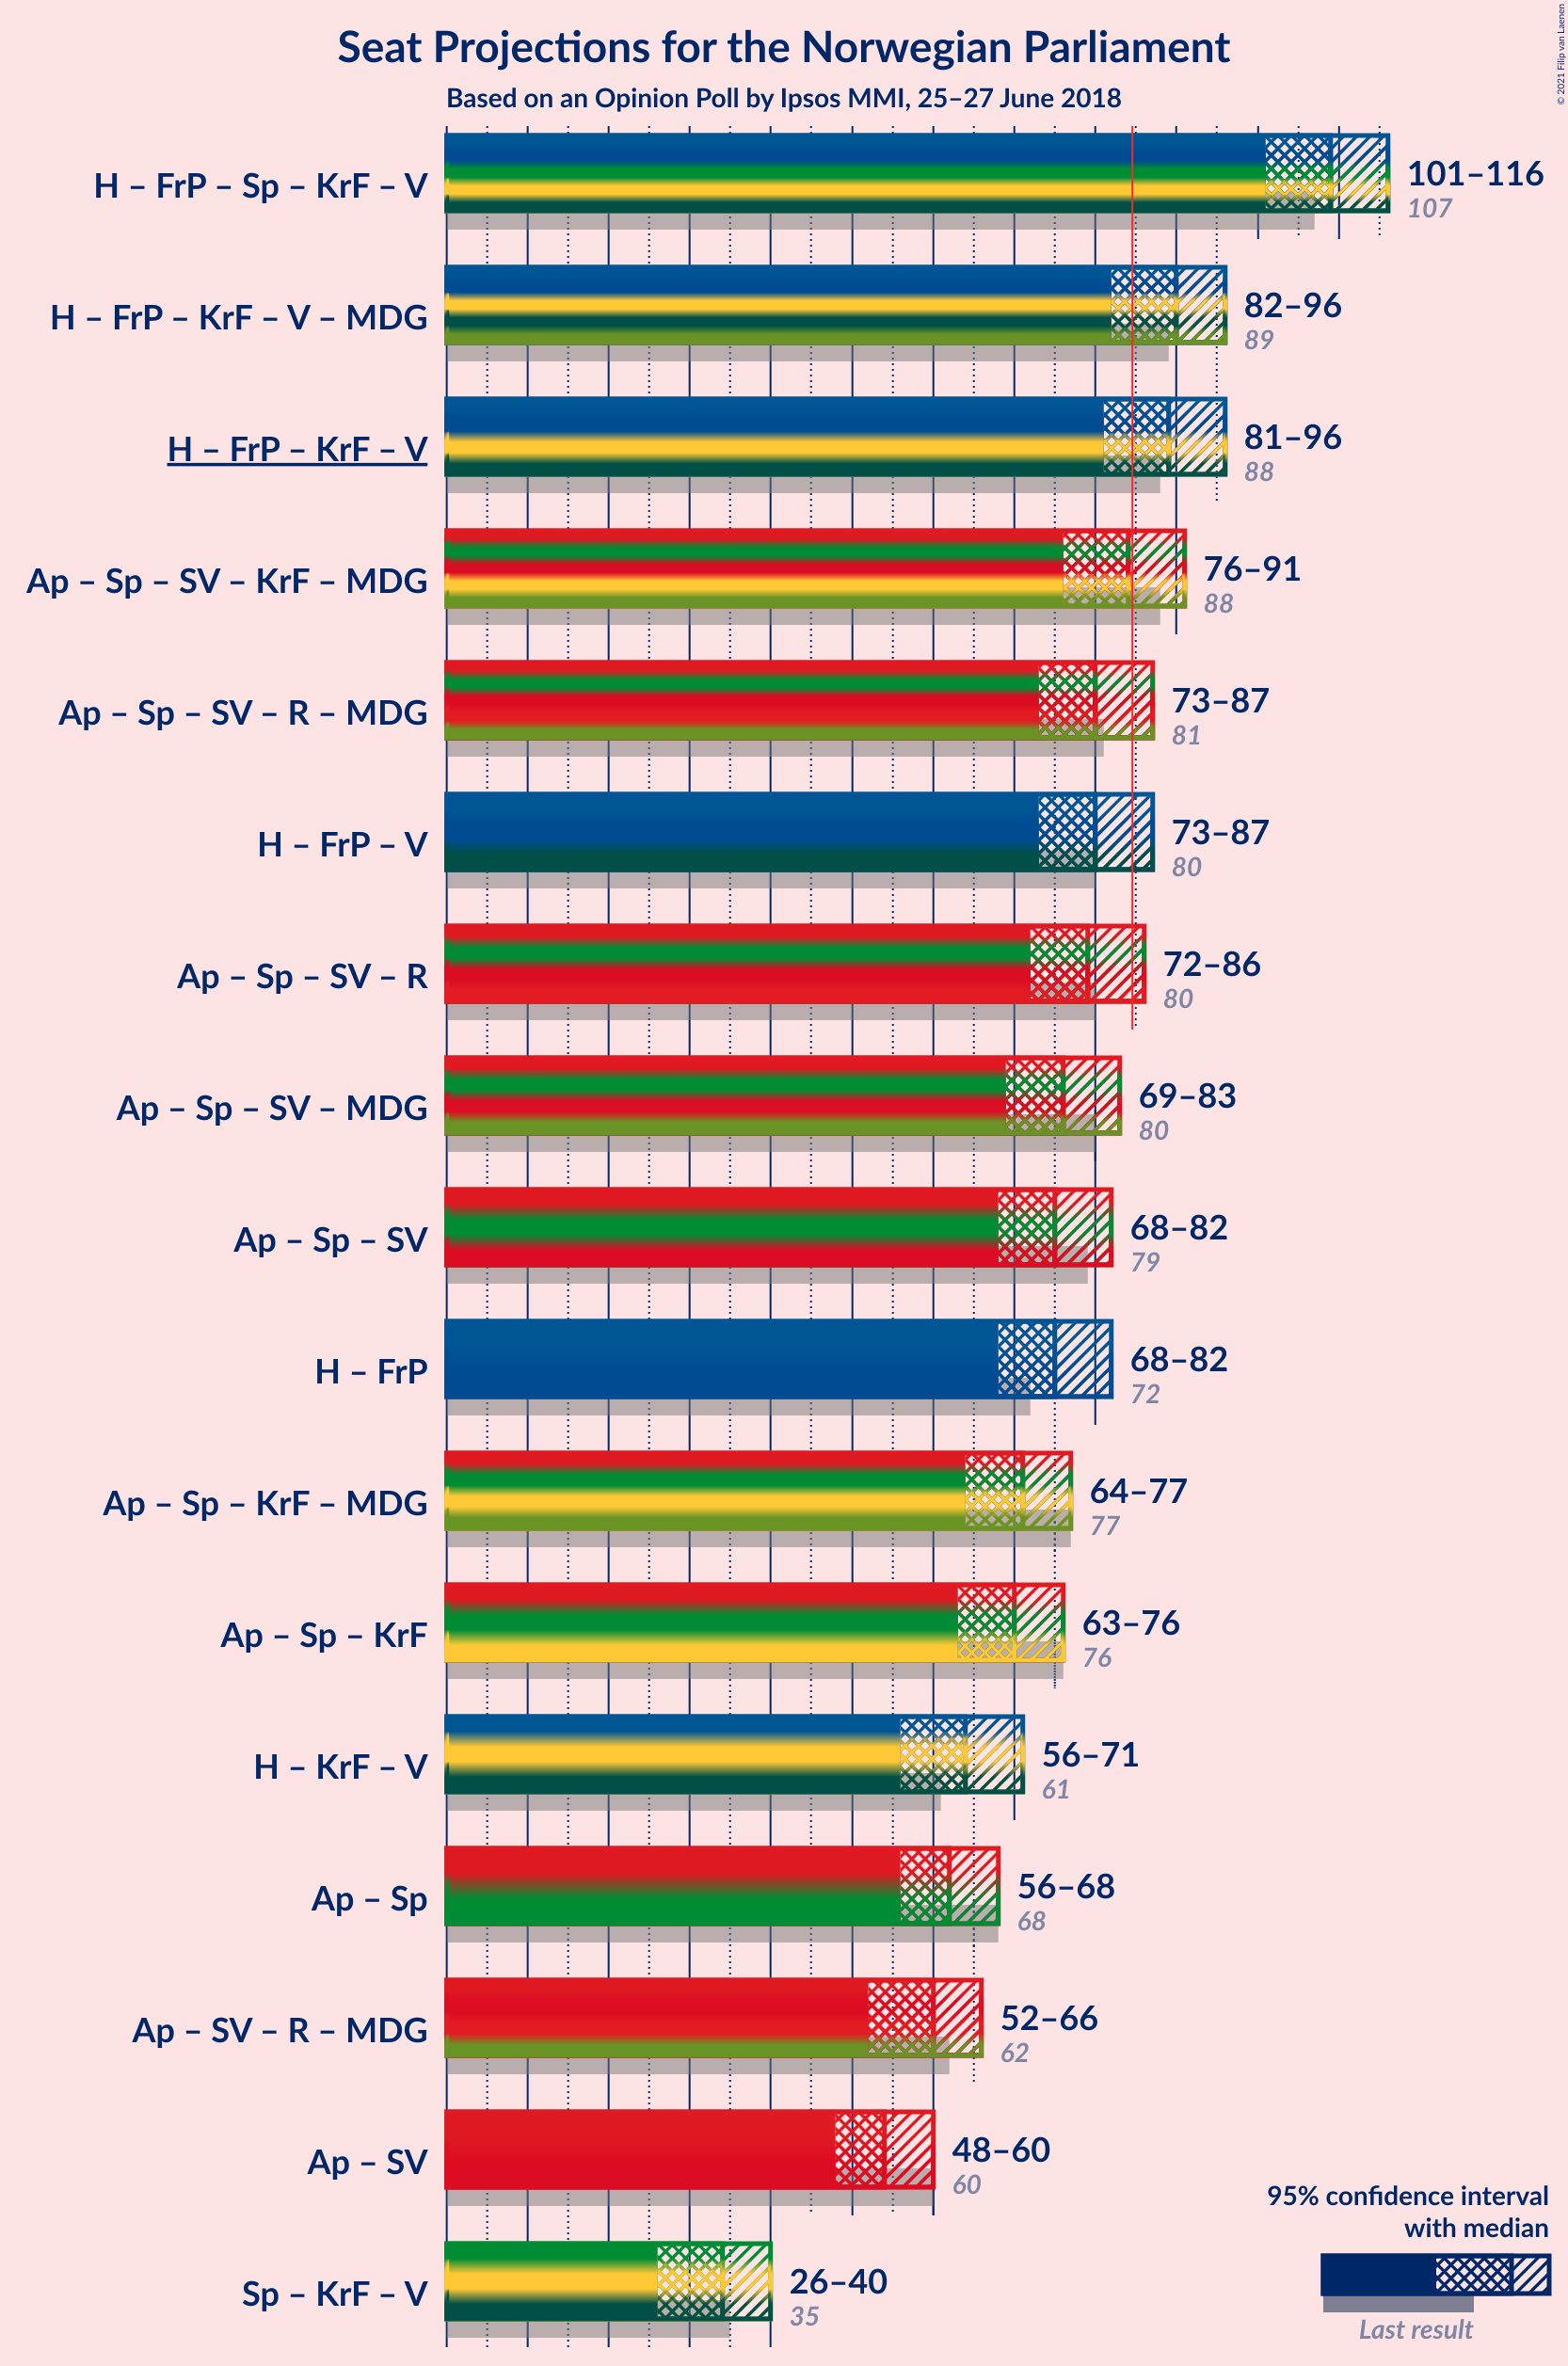 Seat Projections for the Norwegian Parliament
Based on an Opinion Poll by Ipsos MMI, 25–27 June 2018
© 2021 Filip van Laenen
H – FrP – Sp – KrF – V
101–116
107
H – FrP – KrF – V – MDG
82–96
89
H – FrP – KrF – V
81–96
88
Ap – Sp – SV – KrF – MDG
76–91
88
Ap – Sp – SV – R – MDG
73–87
81
H – FrP – V
73–87
80
Ap – Sp – SV – R
72–86
80
Ap – Sp – SV – MDG
69–83
80
Ap – Sp – SV
68–82
79
H – FrP
68–82
72
Ap – Sp – KrF – MDG
64–77
77
Ap – Sp – KrF
63–76
76
H – KrF – V
56–71
61
Ap – Sp
56–68
68
Ap – SV – R – MDG
52–66
62
Ap – SV
48–60
60
Sp – KrF – V
26–40
35
95% confidence interval
with median
Last result